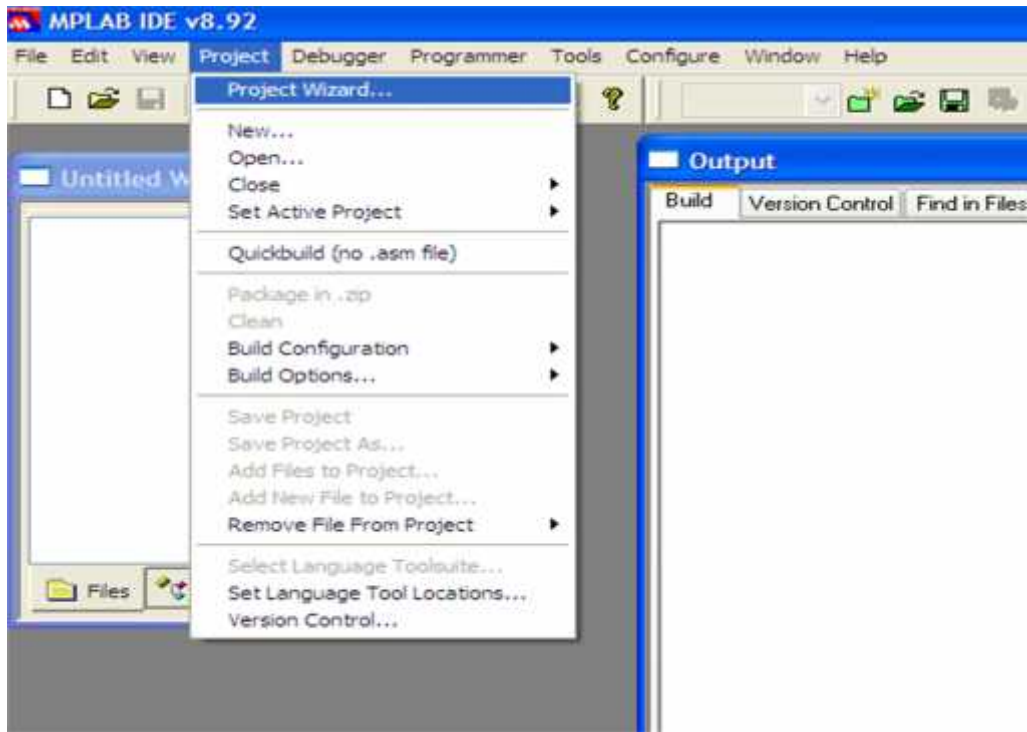 MPLAB IDE v8.92
File Edit View Project Debugger Programmer Tools Configure Window Help
Project Wizard...
New...
Open...
Close
Set Active Project
Quickbuild (no .asm file)
Package in .zip
Clean
Build Configuration
Build Options...
Save Project
Save Project As...
Add Files to Project...
Add New File to Project...
Remove File From Project
Select Language Toolsuite...
Set Language Tool Locations...
Version Control...
Untitled W
Files
Output
Build Version Control Find in Files